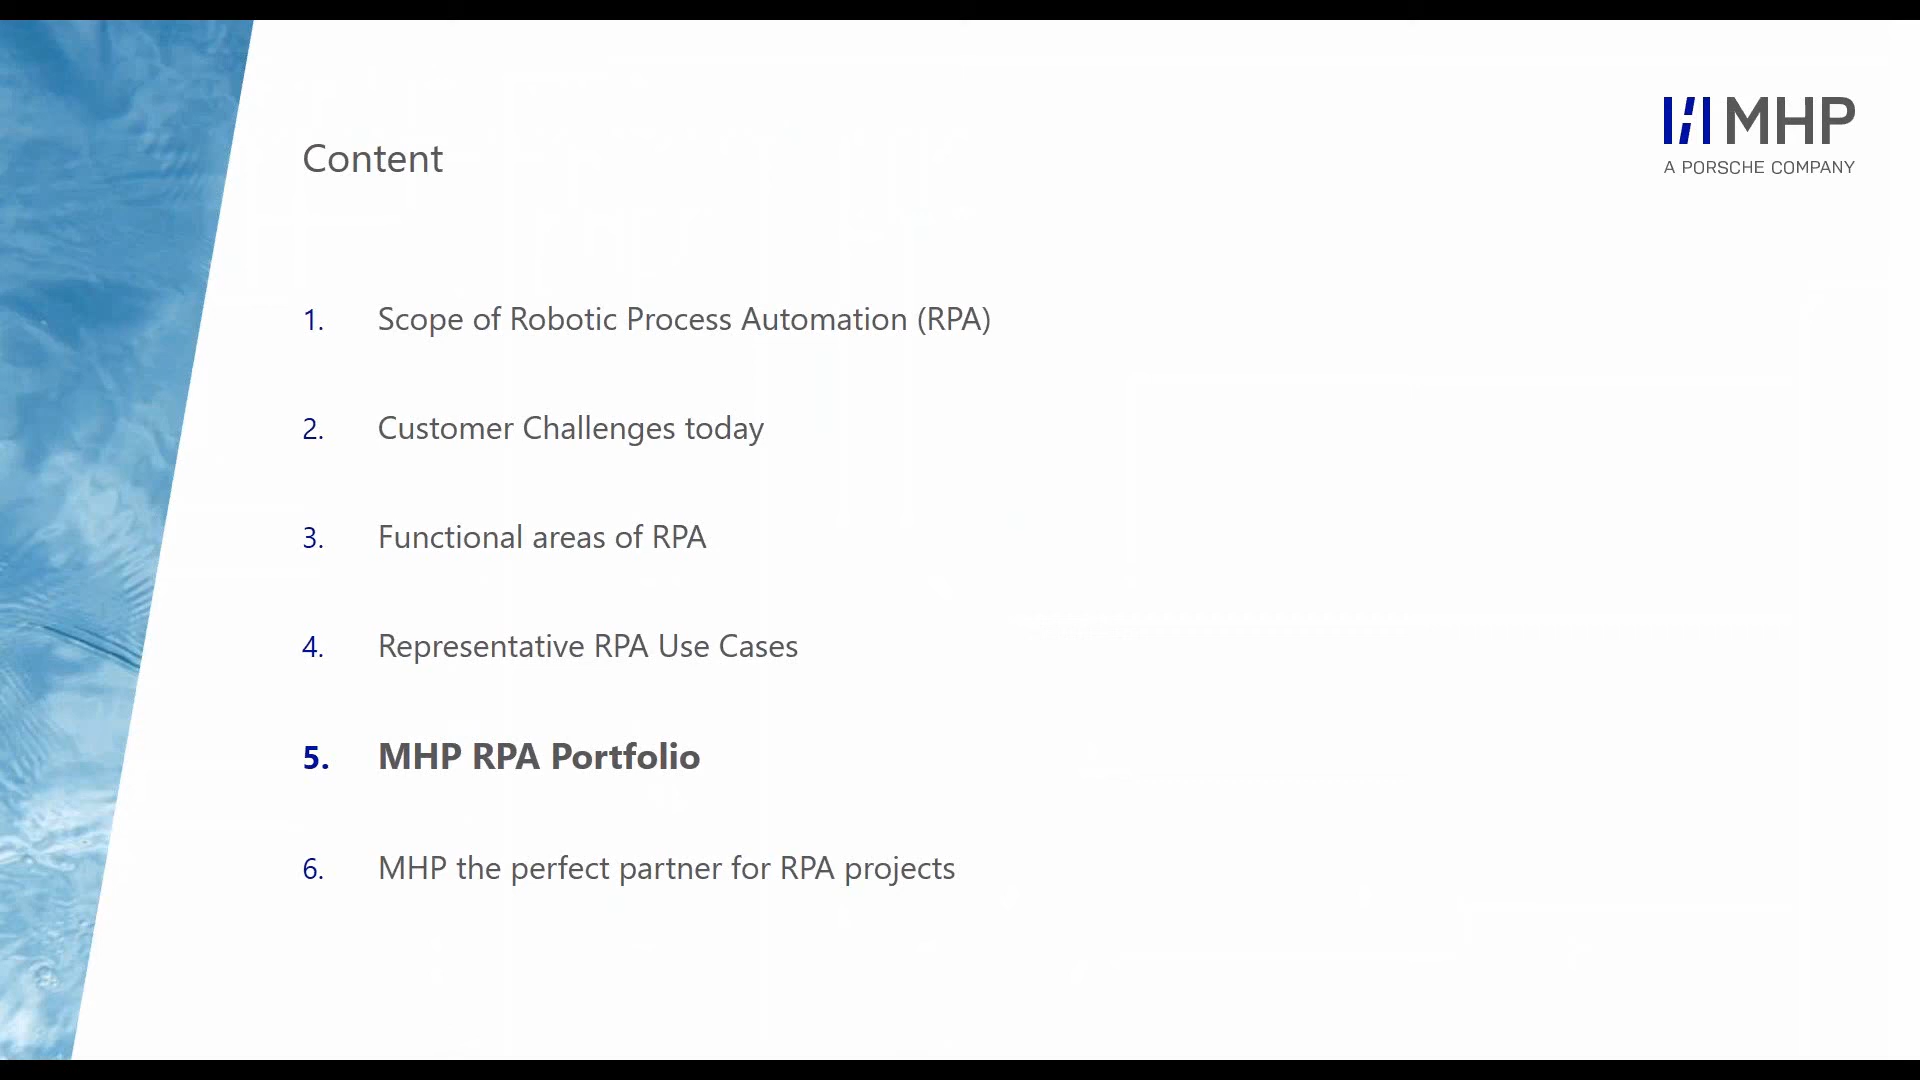 MHP
A PORSCHE COMPANY
Content
1. Scope of Robotic Process Automation (RPA)
2. Customer Challenges today
3. Functional areas of RPA
4. Representative RPA Use Cases
5. MHP RPA Portfolio
6. MHP the perfect partner for RPA projects